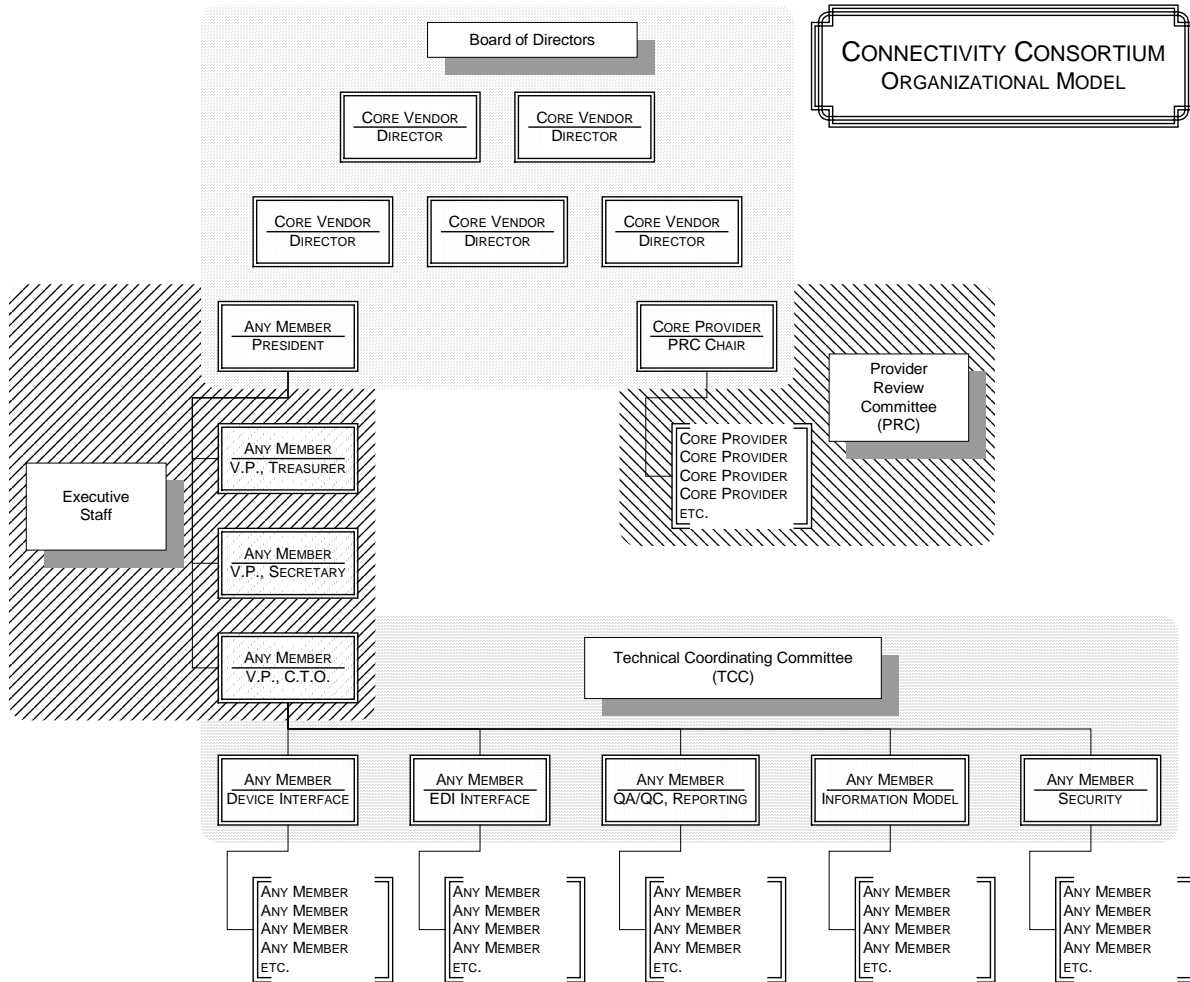 Board of Directors
CONNECTIVITY CONSORTIUM
ORGANIZATIONAL MODEL
CORE VENDOR
DIRECTOR
CORE VENDOR
DIRECTOR
CORE VENDOR
DIRECTOR
CORE VENDOR
DIRECTOR
CORE VENDOR
DIRECTOR
ANY MEMBER
PRESIDENT
CORE PROVIDER
PRC CHAIR
Provider
Review
Committee
(PRC)
CORE PROVIDER
CORE PROVIDER
CORE PROVIDER
CORE PROVIDER
ETC.
Executive
Staff
ANY MEMBER
V.P., TREASURER
ANY MEMBER
V.P., SECRETARY
ANY MEMBER
V.P., C.T.O.
Technical Coordinating Committee
(TCC)
ANY MEMBER
DEVICE INTERFACE
ANY MEMBER
EDI INTERFACE
ANY MEMBER
QA/QC, REPORTING
ANY MEMBER
INFORMATION MODEL
ANY MEMBER
SECURITY
ANY MEMBER
ANY MEMBER
ANY MEMBER
ANY MEMBER
ETC.
ANY MEMBER
ANY MEMBER
ANY MEMBER
ANY MEMBER
ETC.
ANY MEMBER
ANY MEMBER
ANY MEMBER
ANY MEMBER
ETC.
ANY MEMBER
ANY MEMBER
ANY MEMBER
ANY MEMBER
ETC.
ANY MEMBER
ANY MEMBER
ANY MEMBER
ANY MEMBER
ETC.